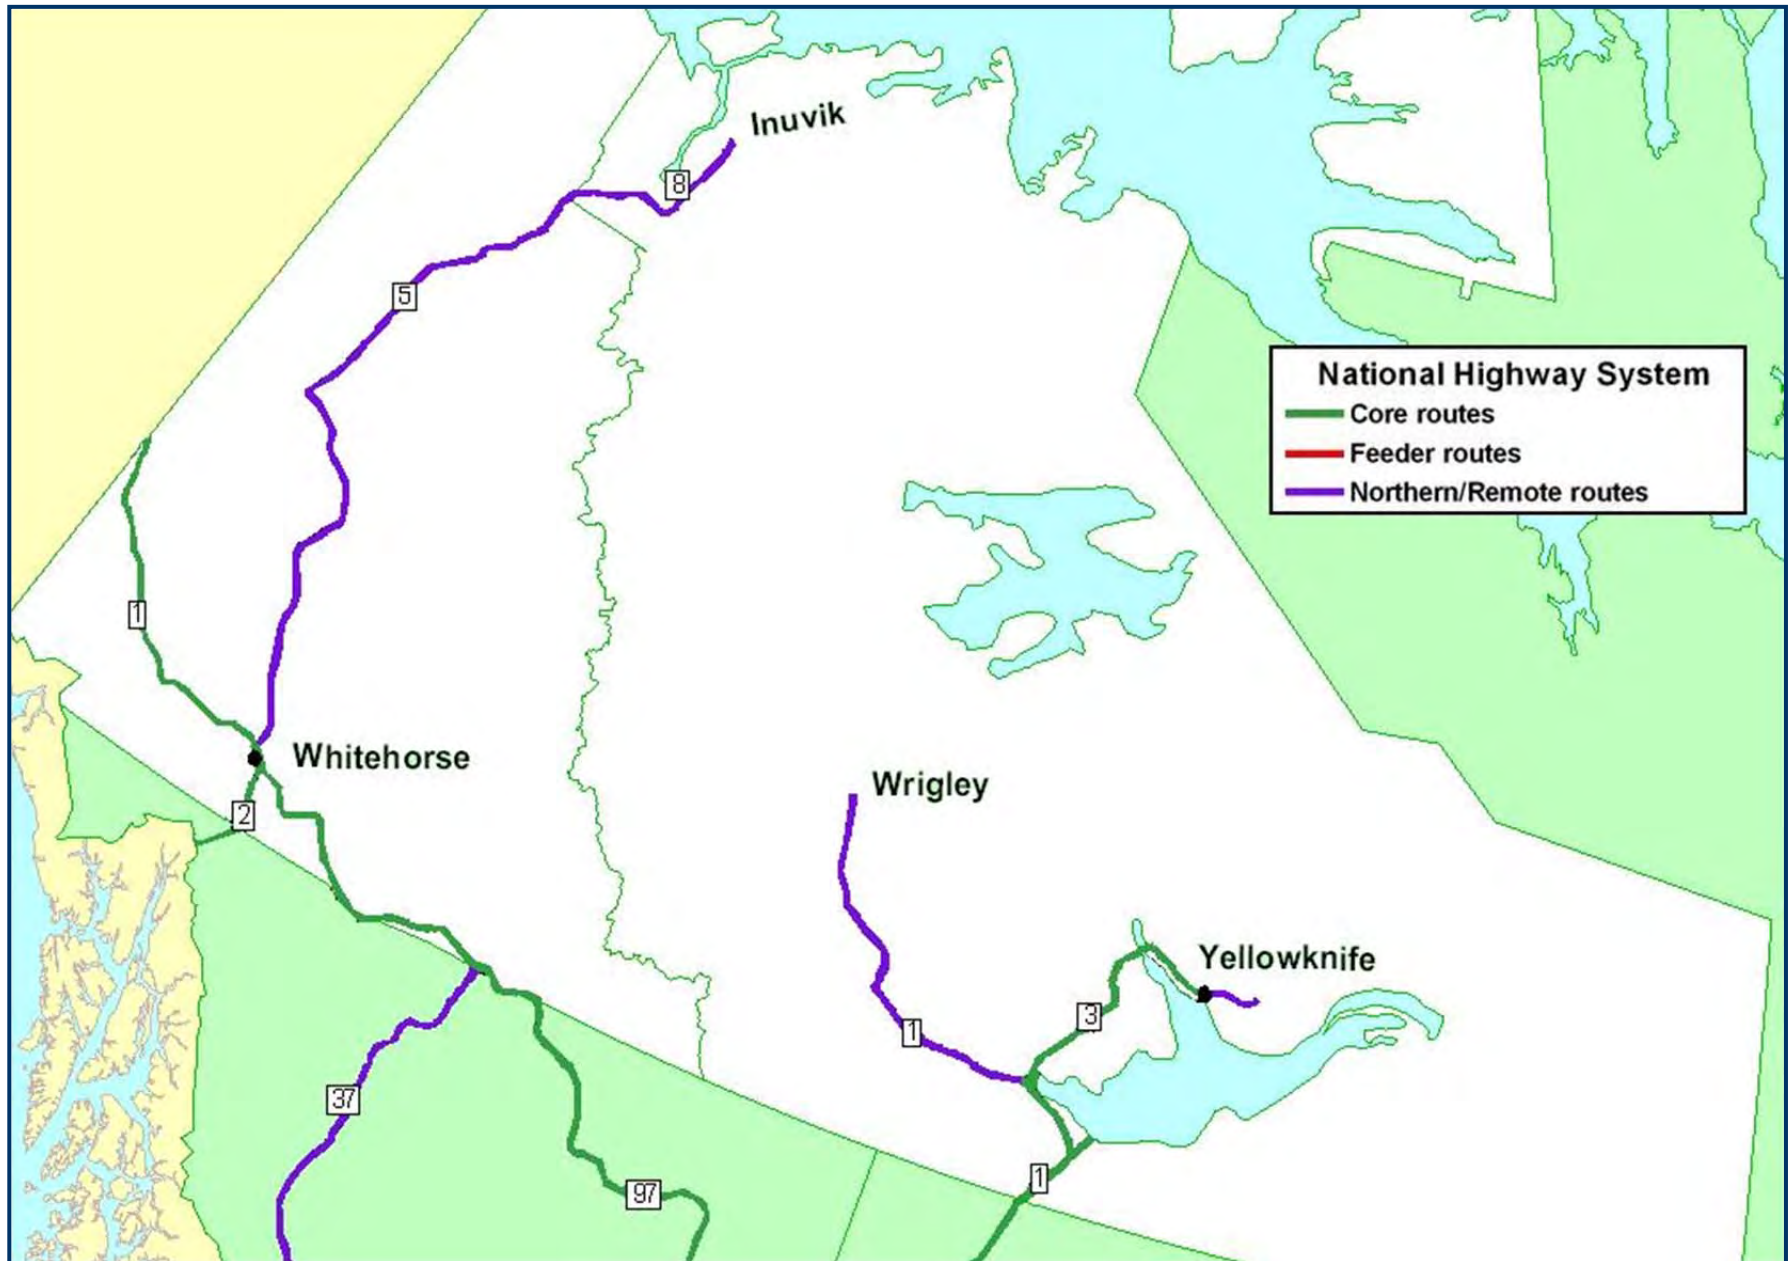 Inuvik
8
5
National Highway System
Core routes
Feeder routes
Northern/Remote routes
1
Whitehorse
Wrigley
2
Yellowknife
3
1
37
1
97